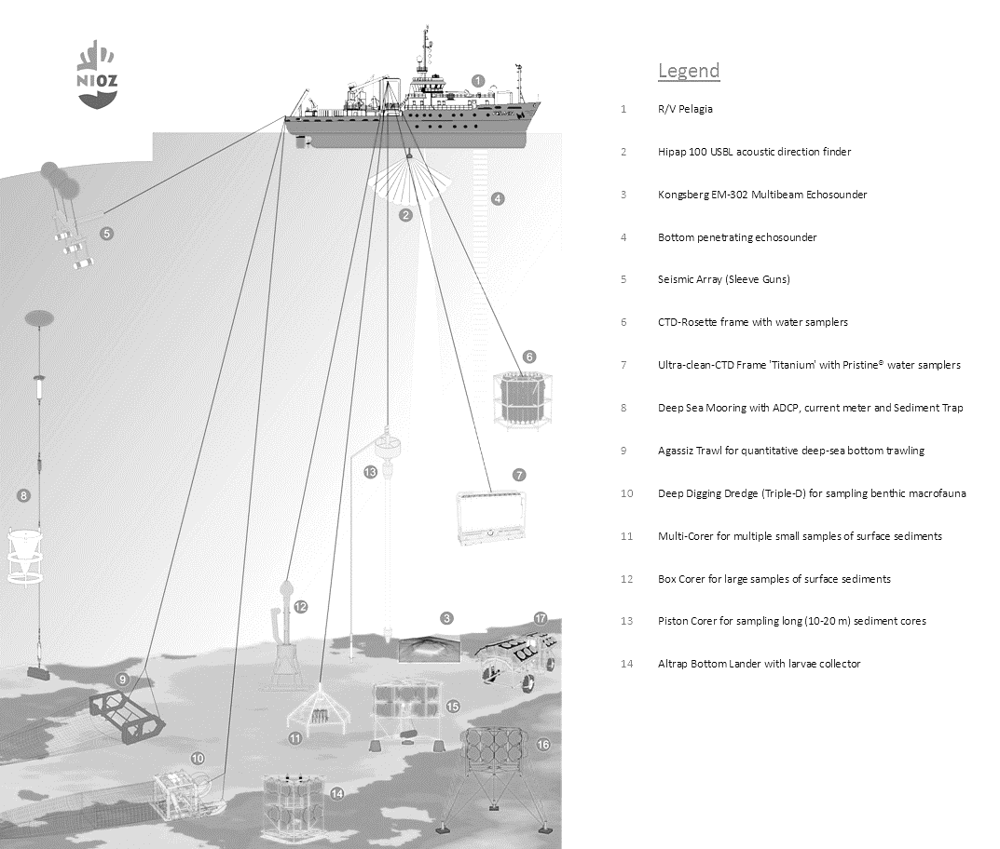 NIOZ
1
2
4
5
6
7
8
13
12
3
17
9
11
15
16
10
14
Legend
1 R/V Pelagia
2 Hipap 100 USBL acoustic direction finder
3 Kongsberg EM-302 Multibeam Echosounder
4 Bottom penetrating echosounder
5 Seismic Array (Sleeve Guns)
6 CTD-Rosette frame with water samplers
7 Ultra-clean-CTD Frame 'Titanium' with Pristine® water samplers
8 Deep Sea Mooring with ADCP, current meter and Sediment Trap
9 Agassiz Trawl for quantitative deep-sea bottom trawling
10 Deep Digging Dredge (Triple-D) for sampling benthic macrofauna
11 Multi-Corer for multiple small samples of surface sediments
12 Box Corer for large samples of surface sediments
13 Piston Corer for sampling long (10-20 m) sediment cores
14 Altrap Bottom Lander with larvae collector